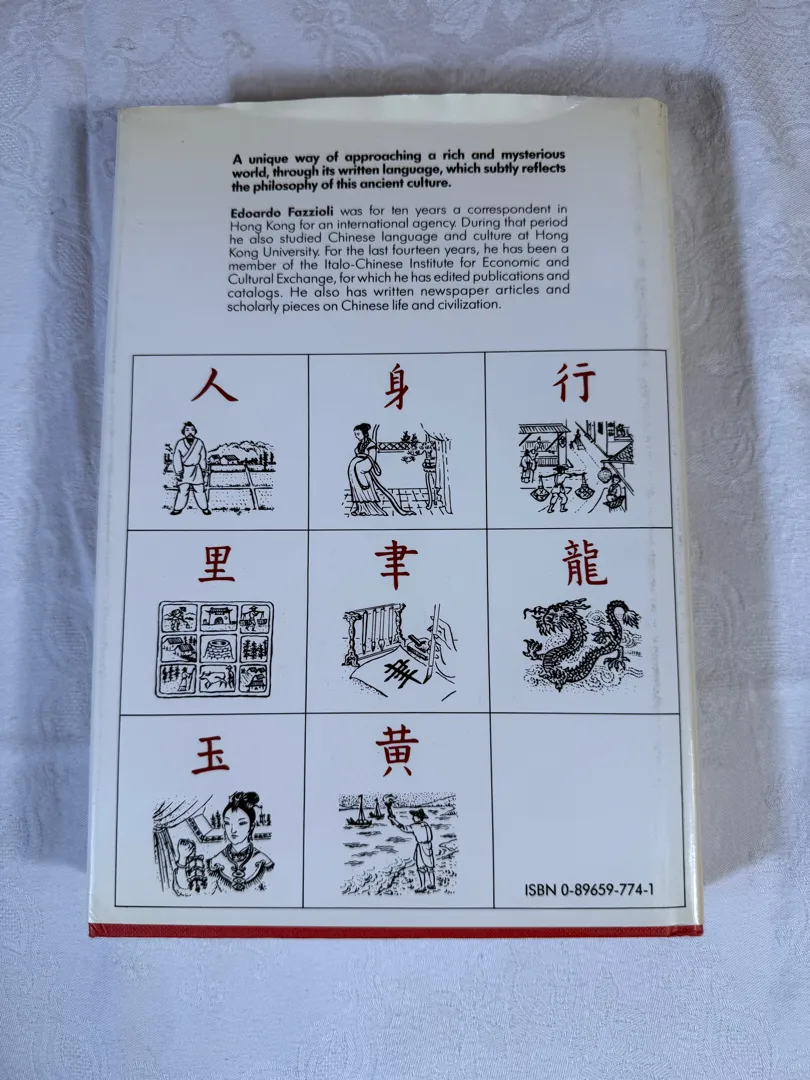 A unique way of approaching a rich and mysterious
world, through its written language, which subtly reflects
the philosophy of this ancient culture.
Edoardo Fazzioli was for ten years a correspondent in
Hong Kong for an international agency. During that period
he also studied Chinese language and culture at Hong
Kong University. For the last fourteen years, he has been a
member of the Italo-Chinese Institute for Economic and
Cultural Exchange, for which he has edited publications and
catalogs. He also has written newspaper articles and
scholarly pieces on Chinese life and civilization.
人 身 行
里 聿 龍
玉 黄
ISBN 0-89659-774-1